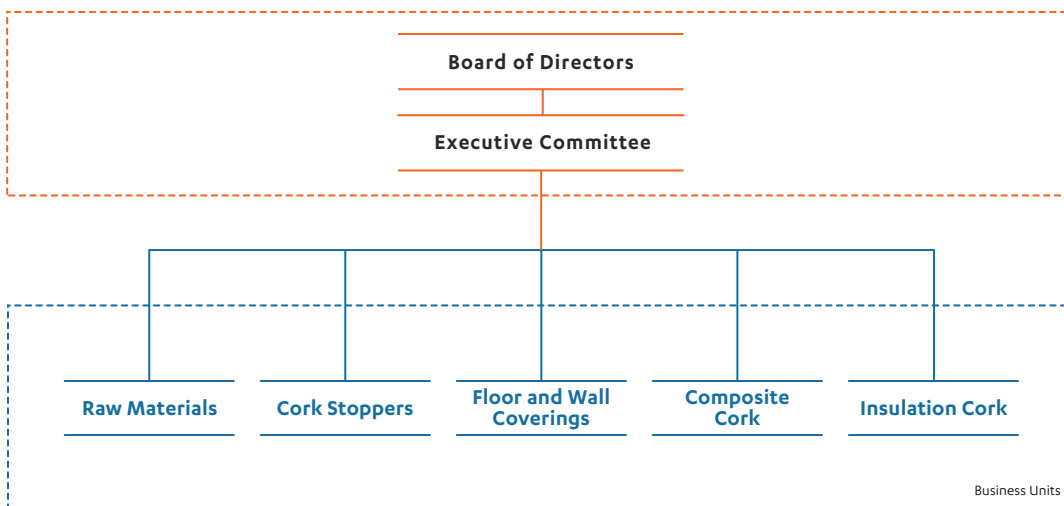 Board of Directors
Executive Committee
Raw Materials
Cork Stoppers
Floor and Wall
Coverings
Composite
Cork
Insulation Cork
Business Units